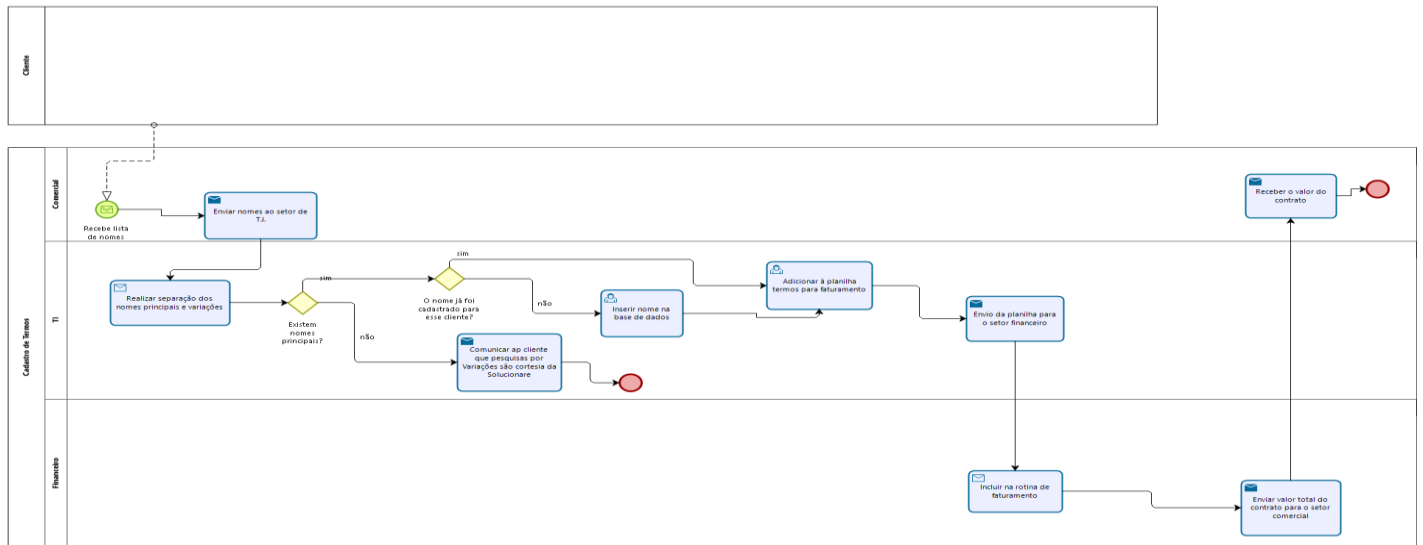 Cliente
Cadastro de Termos
Comercial
Recebe lista
de nomes
Enviar nomes ao setor de
T.I.
Receber o valor do
contrato
TI
Realizar separação dos
nomes principais e variações
Existem
nomes
principais?
sim
não
O nome já foi
cadastrado para
esse cliente?
sim
não
Comunicar ap cliente
que pesquisas por
Variações são cortesia da
Solucionare
Inserir nome na
base de dados
Adicionar à planilha
termos para faturamento
Envio da planilha para
o setor financeiro
Financeiro
Incluir na rotina de
faturamento
Enviar valor total do
contrato para o setor
comercial